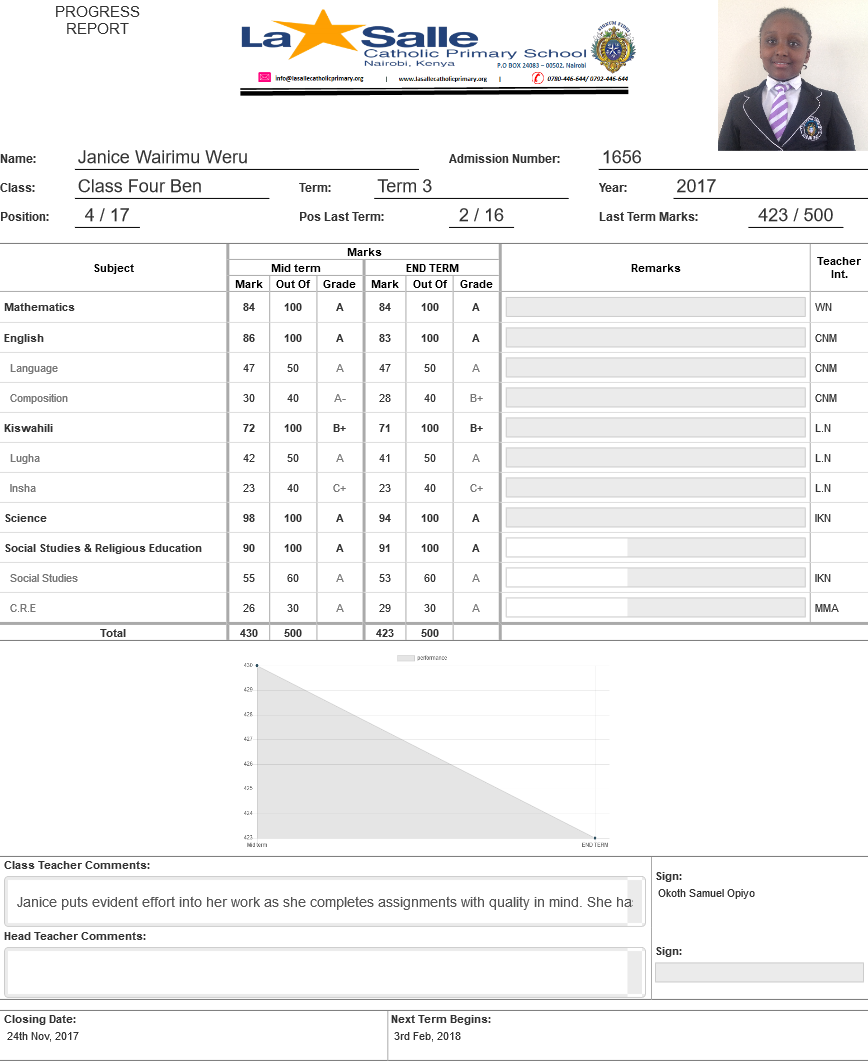 PROGRESS
REPORT
La Salle
Catholic Primary School
Nairobi, Kenya
P.O BOX 24083 – 00502, Nairobi
info@lasallecatholicprimary.org | www.lasallecatholicprimary.org | 0780-446-644/ 0792-446-644
Name: Janice Wairimu Weru Admission Number: 1656
Class: Class Four Ben Term: Term 3 Year: 2017
Position: 4 / 17 Pos Last Term: 2 / 16 Last Term Marks: 423 / 500
Subject Marks Remarks Teacher Int.
Mid term END TERM
Mark Out Of Grade Mark Out Of Grade
Mathematics 84 100 A 84 100 A WN
English 86 100 A 83 100 A CNM
Language 47 50 A 47 50 A CNM
Composition 30 40 A- 28 40 B+ CNM
Kiswahili 72 100 B+ 71 100 B+ L.N
Lugha 42 50 A 41 50 A L.N
Insha 23 40 C+ 23 40 C+ L.N
Science 98 100 A 94 100 A IKN
Social Studies & Religious Education 90 100 A 91 100 A
Social Studies 55 60 A 53 60 A IKN
C.R.E 26 30 A 29 30 A MMA
Total 430 500 423 500
performance
430
429
428
427
426
425
424
423
Mid term END TERM
Class Teacher Comments:
Janice puts evident effort into her work as she completes assignments with quality in mind. She ha
Sign:
Okoth Samuel Opiyo
Head Teacher Comments:
Sign:
Closing Date: Next Term Begins:
24th Nov, 2017 3rd Feb, 2018